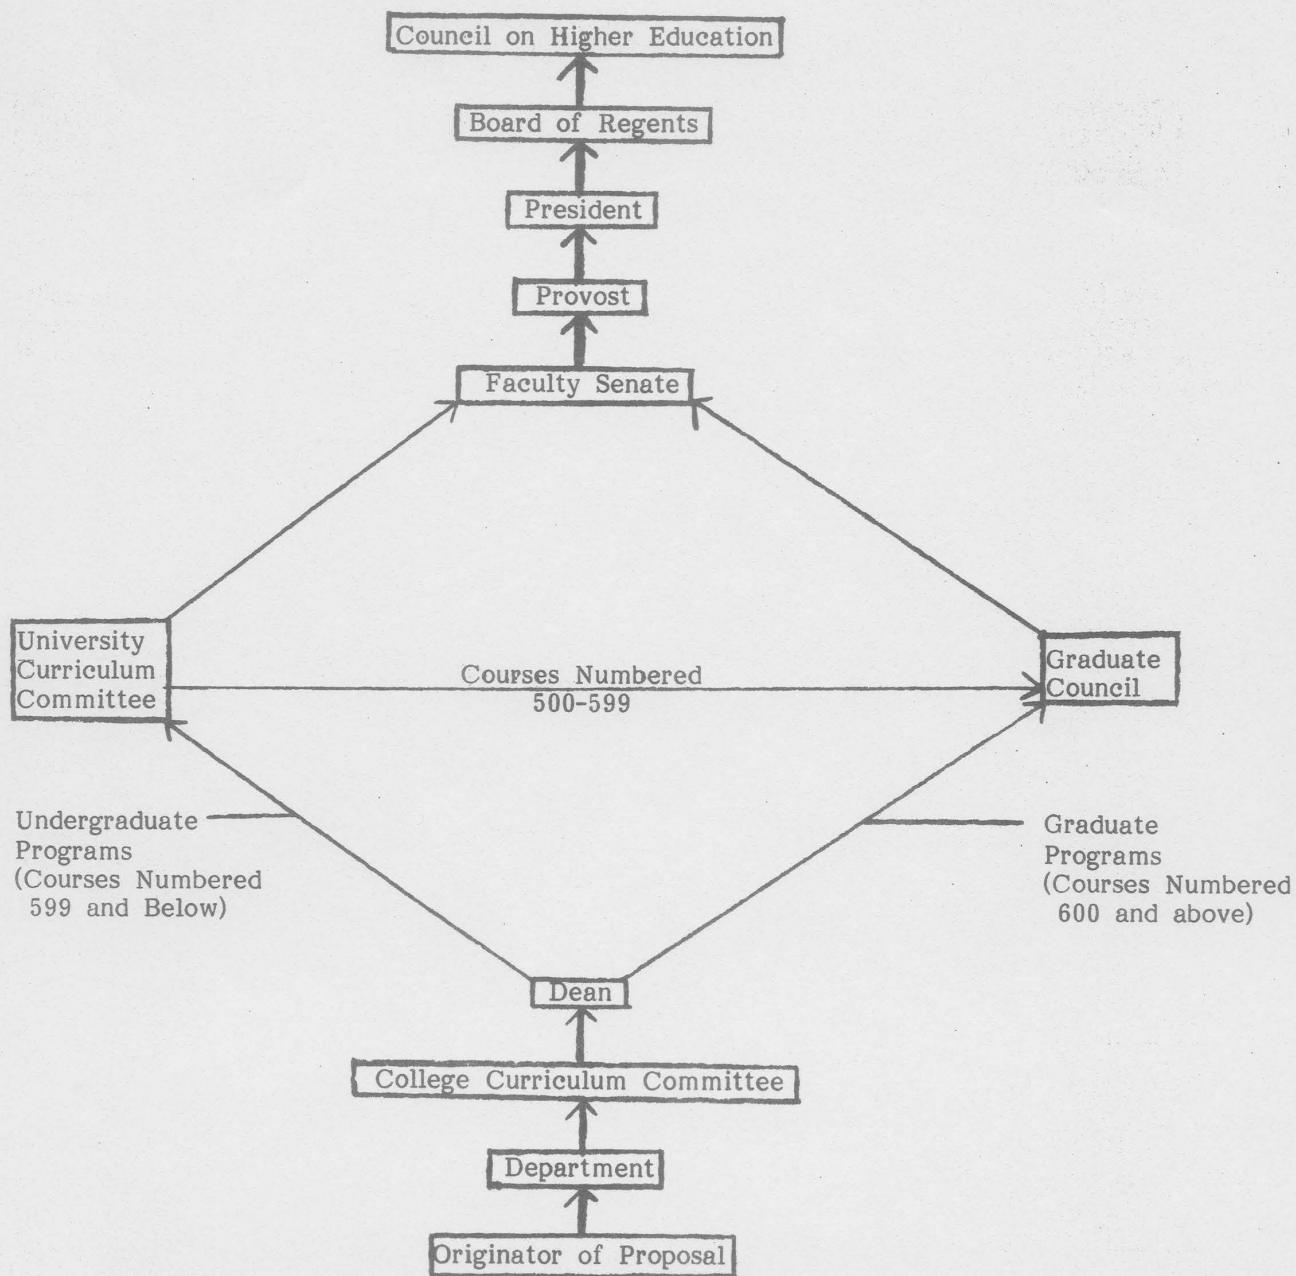 Council on Higher Education
Board of Regents
President
Provost
Faculty Senate
University
Curriculum
Committee
Courses Numbered
500-599
Graduate
Council
Undergraduate
Programs
(Courses Numbered
599 and Below)
Graduate
Programs
(Courses Numbered
600 and above)
Dean
College Curriculum Committee
Department
Originator of Proposal